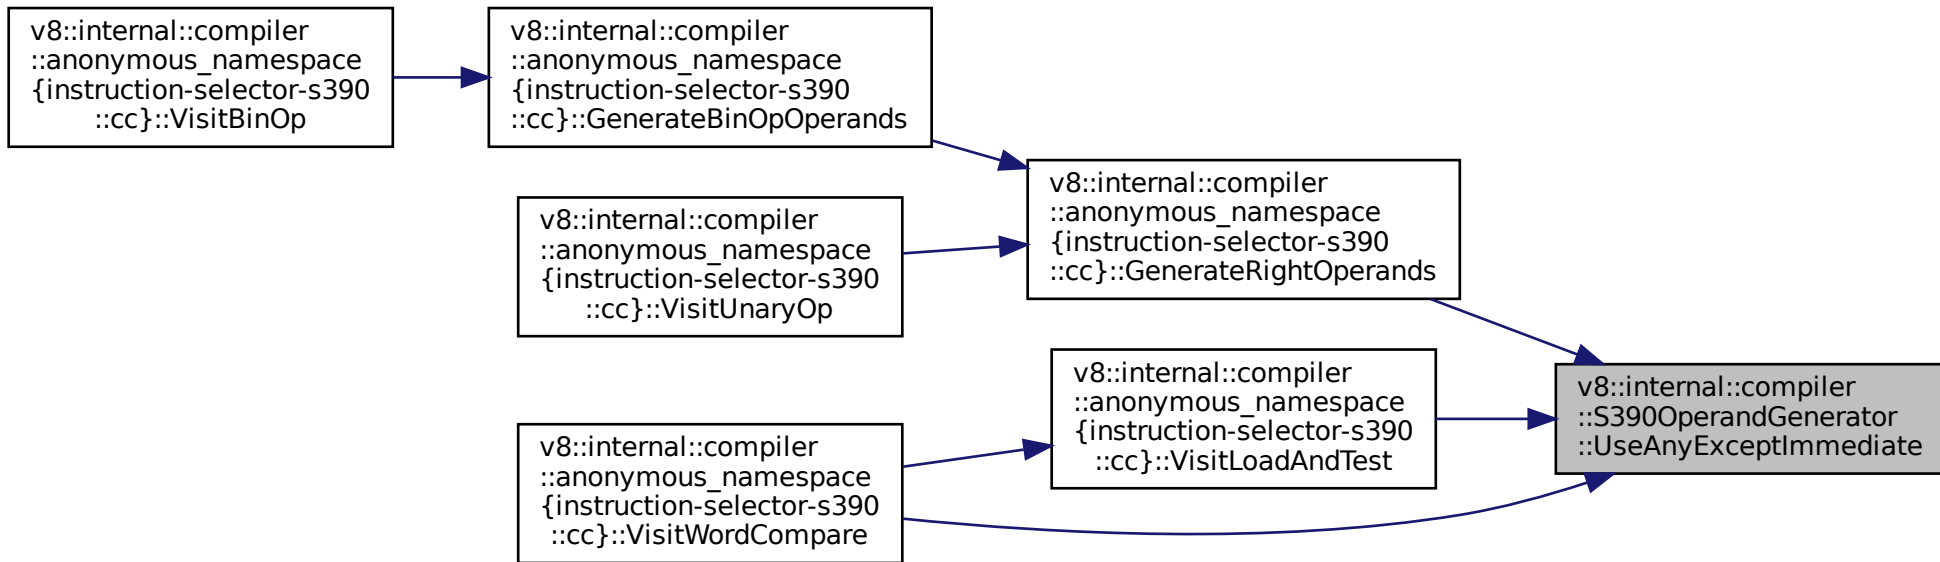 v8::internal::compiler
::anonymous_namespace
{instruction-selector-s390
::cc}::VisitBinOp
v8::internal::compiler
::anonymous_namespace
{instruction-selector-s390
::cc}::GenerateBinOpOperands
v8::internal::compiler
::anonymous_namespace
{instruction-selector-s390
::cc}::GenerateRightOperands
v8::internal::compiler
::anonymous_namespace
{instruction-selector-s390
::cc}::VisitUnaryOp
v8::internal::compiler
::anonymous_namespace
{instruction-selector-s390
::cc}::VisitLoadAndTest
v8::internal::compiler
::S390OperandGenerator
::UseAnyExceptImmediate
v8::internal::compiler
::anonymous_namespace
{instruction-selector-s390
::cc}::VisitWordCompare